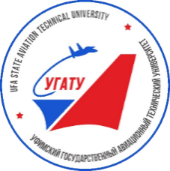 UFA STATE AVIATION TECHNICAL UNIVERSITY
УГАТУ
УФИМСКИЙ ГОСУДАРСТВЕННЫЙ АВИАЦИОННЫЙ ТЕХНИЧЕСКИЙ УНИВЕРСИТЕТ